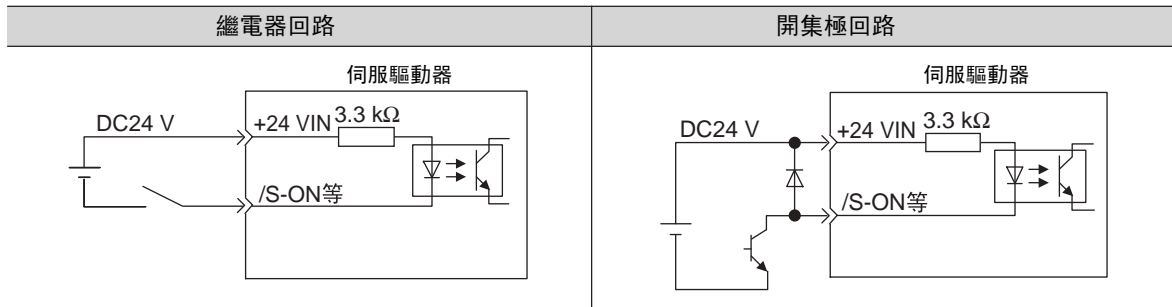 繼電器回路
開集極回路
伺服驅動器
DC24 V
+24 VIN
3.3 kΩ
/S-ON等
伺服驅動器
DC24 V
+24 VIN
3.3 kΩ
/S-ON等